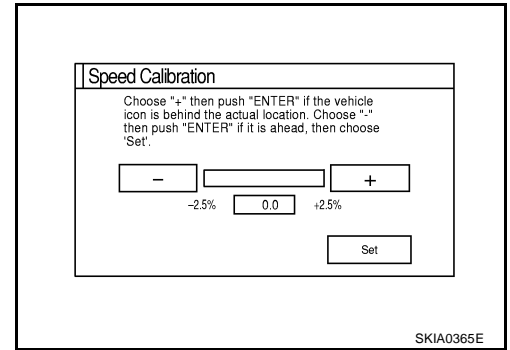 Speed Calibration
Choose "+" then push "ENTER" if the vehicle
icon is behind the actual location. Choose "-"
then push "ENTER" if it is ahead, then choose
'Set'.
− +
−2.5% 0.0 +2.5%
Set
SKIA0365E